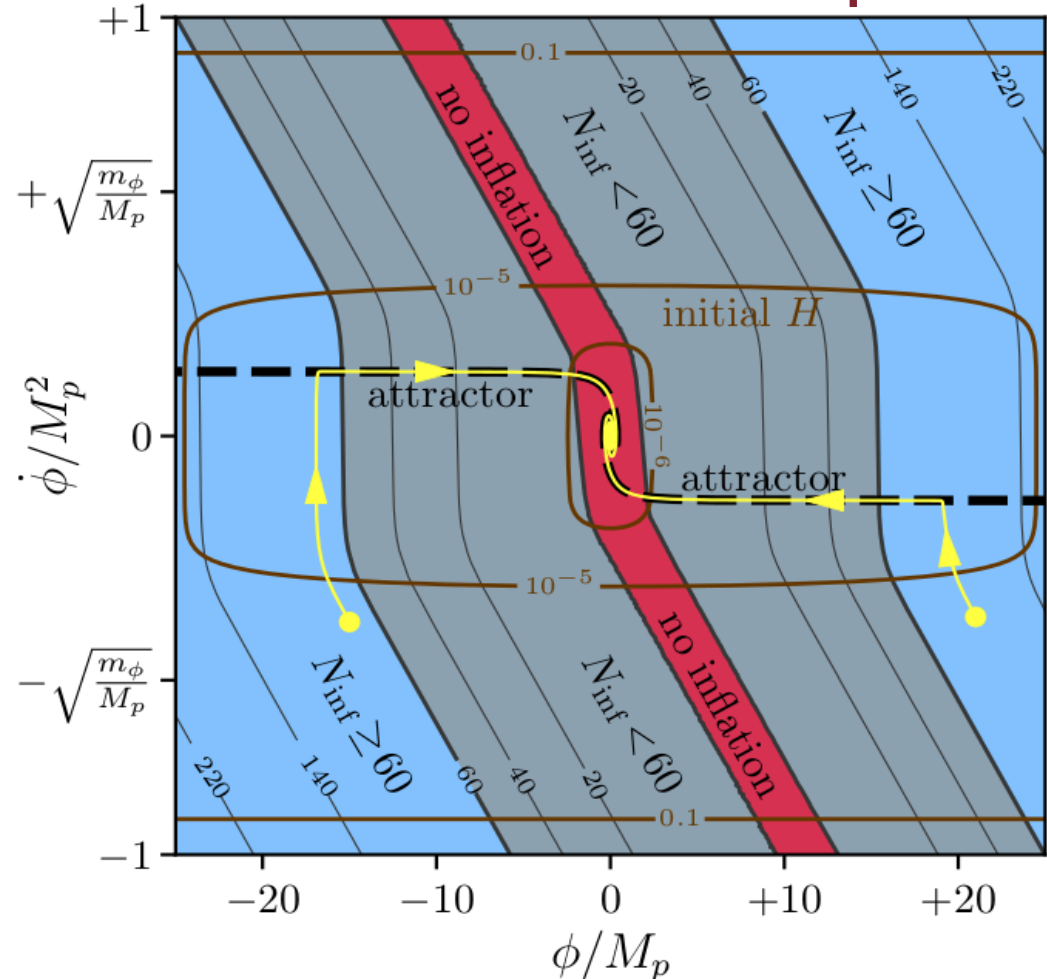 +1
0.1
20
40
60
140
220
no inflation
N_inf < 60
N_inf ≥ 60
+√(m_φ/M_p)
10^−5
initial H
attractor
φ̇/M_p^2
0
10^−6
attractor
10^−5
−√(m_φ/M_p)
N_inf ≥ 60
N_inf < 60
no inflation
220
140
60
40
20
0.1
−1
−20
−10
0
+10
+20
φ/M_p